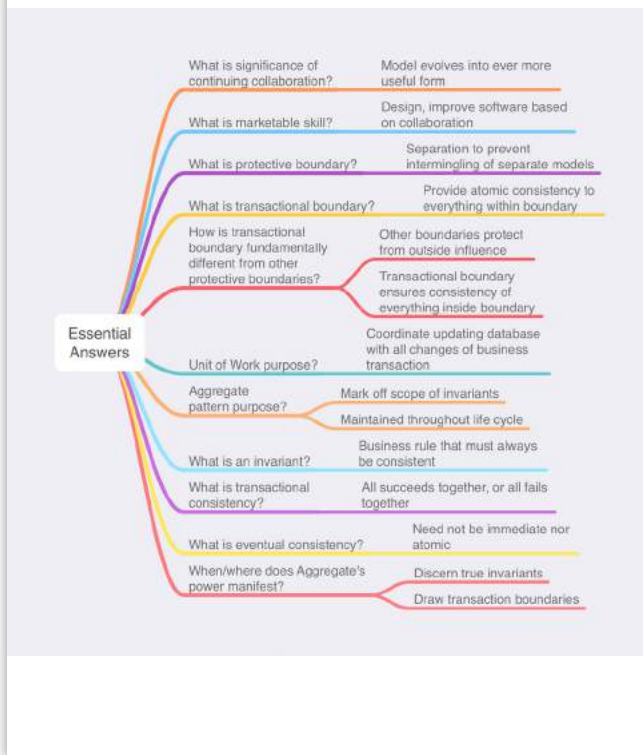 What is significance of
continuing collaboration?
Model evolves into ever more
useful form
What is marketable skill?
Design, improve software based
on collaboration
What is protective boundary?
Separation to prevent
intermingling of separate models
What is transactional boundary?
Provide atomic consistency to
everything within boundary
How is transactional
boundary fundamentally
different from other
protective boundaries?
Other boundaries protect
from outside influence
Transactional boundary
ensures consistency of
everything inside boundary
Essential
Answers
Unit of Work purpose?
Coordinate updating database
with all changes of business
transaction
Aggregate
pattern purpose?
Mark off scope of invariants
Maintained throughout life cycle
What is an invariant?
Business rule that must always
be consistent
What is transactional
consistency?
All succeeds together, or all fails
together
What is eventual consistency?
Need not be immediate nor
atomic
When/where does Aggregate's
power manifest?
Discern true invariants
Draw transaction boundaries